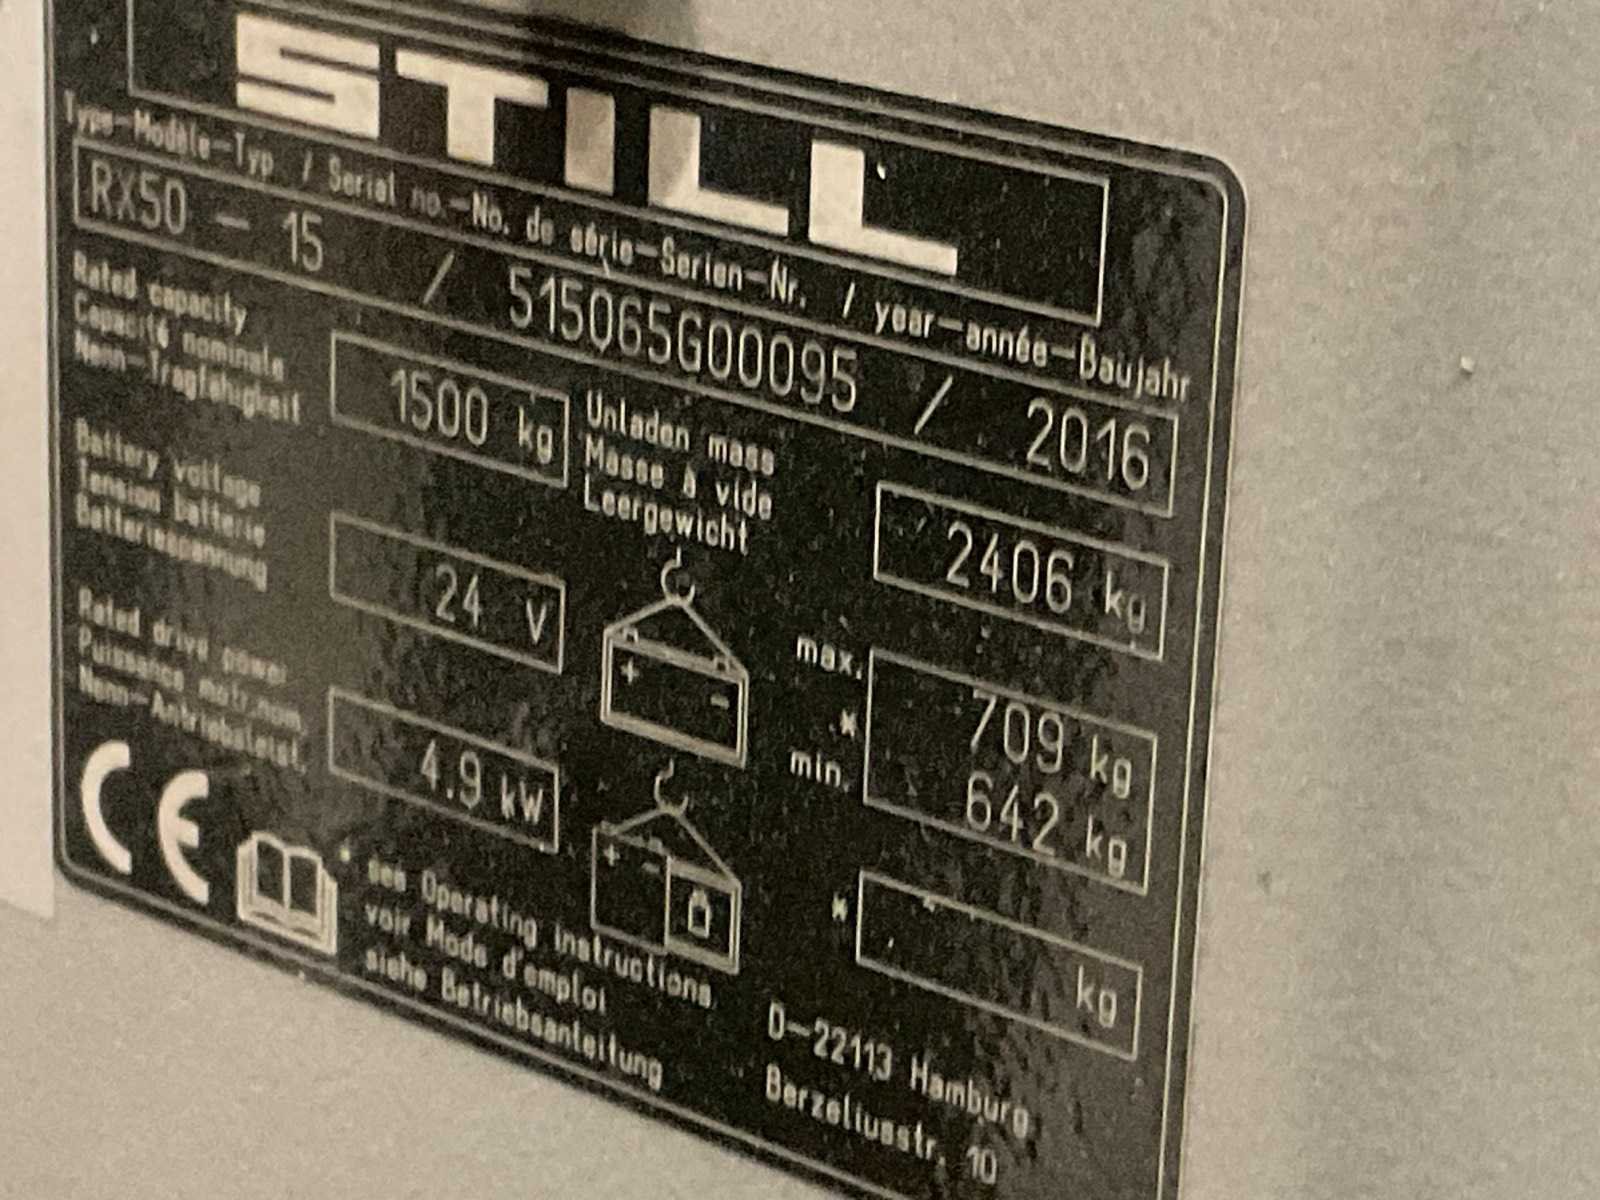 STILL
Type-Modèle-Typ / Serial no.-No. de série-Serien-Nr. / year-année-Baujahr
RX50 - 15 / 515065G00095 / 2016
Rated capacity
Capacité nominale
Nenn-Tragfähigkeit
1500 kg
Unladen mass
Masse à vide
Leergewicht
2406 kg
Battery voltage
Tension batterie
Batteriespannung
24 V
+ -
max.
*
min.
709 kg
642 kg
Rated drive power
Puissance motr.nom
Nenn-Antriebsleist.
4.9 kW
+ -
* kg
CE
* see Operating instructions
voir Mode d'emploi
siehe Betriebsanleitung
D-22113 Hamburg
Berzeliusstr. 10